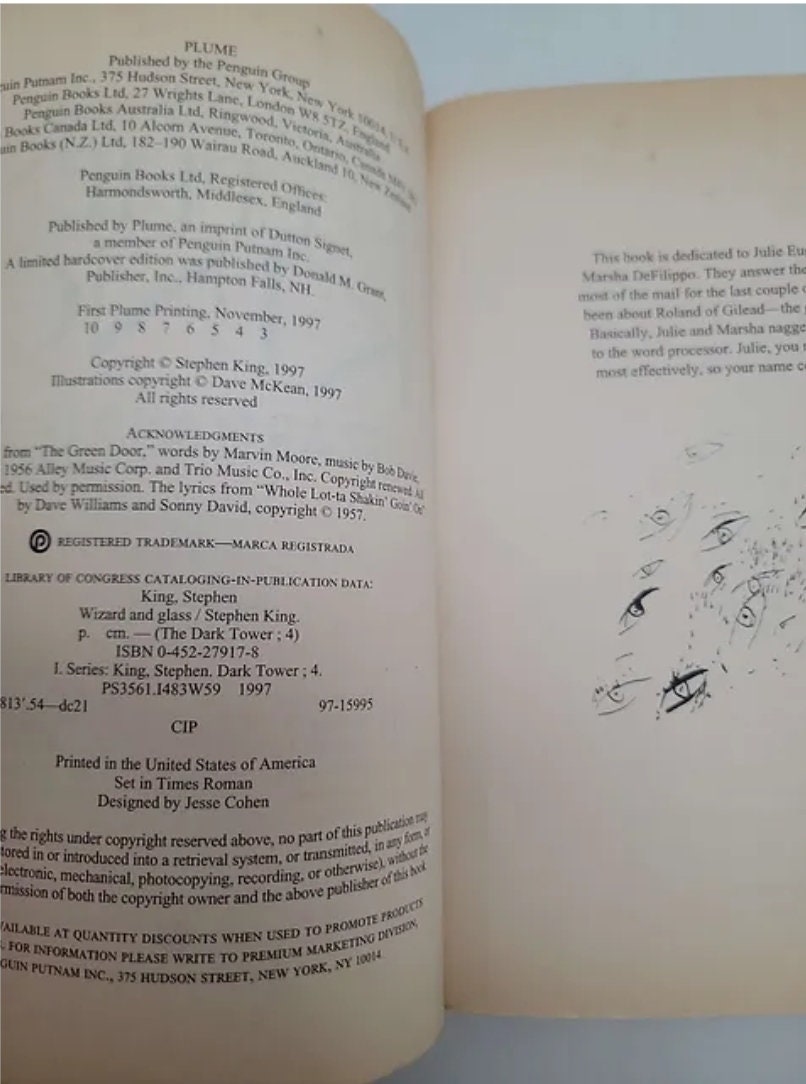 PLUME
Published by the Penguin Group
uin Putnam Inc., 375 Hudson Street, New York, New York 10014, U.S.A.
Penguin Books Ltd, 27 Wrights Lane, London W8 5TZ, England
Penguin Books Australia Ltd, Ringwood, Victoria, Australia
Books Canada Ltd, 10 Alcorn Avenue, Toronto, Ontario, Canada
uin Books (N.Z.) Ltd, 182–190 Wairau Road, Auckland 10, New Zealand
Penguin Books Ltd, Registered Offices:
Harmondsworth, Middlesex, England
Published by Plume, an imprint of Dutton Signet,
a member of Penguin Putnam Inc.
A limited hardcover edition was published by Donald M. Grant,
Publisher, Inc., Hampton Falls, NH.
First Plume Printing, November, 1997
10 9 8 7 6 5 4 3
Copyright © Stephen King, 1997
Illustrations copyright © Dave McKean, 1997
All rights reserved
ACKNOWLEDGMENTS
from "The Green Door," words by Marvin Moore, music by Bob Davie,
1956 Alley Music Corp. and Trio Music Co., Inc. Copyright renewed. All
ed. Used by permission. The lyrics from "Whole Lot-ta Shakin' Goin' On"
by Dave Williams and Sonny David, copyright © 1957.
REGISTERED TRADEMARK—MARCA REGISTRADA
LIBRARY OF CONGRESS CATALOGING-IN-PUBLICATION DATA:
King, Stephen
Wizard and glass / Stephen King.
p. cm. — (The Dark Tower ; 4)
ISBN 0-452-27917-8
I. Series: King, Stephen. Dark Tower ; 4.
PS3561.I483W59 1997
813'.54—dc21 97-15995
CIP
Printed in the United States of America
Set in Times Roman
Designed by Jesse Cohen
g the rights under copyright reserved above, no part of this publication may
tored in or introduced into a retrieval system, or transmitted, in any form, or
electronic, mechanical, photocopying, recording, or otherwise), without the
rmission of both the copyright owner and the above publisher of this book.
VAILABLE AT QUANTITY DISCOUNTS WHEN USED TO PROMOTE PRODUCTS
. FOR INFORMATION PLEASE WRITE TO PREMIUM MARKETING DIVISION,
GUIN PUTNAM INC., 375 HUDSON STREET, NEW YORK, NY 10014.
This book is dedicated to Julie Eu
Marsha DeFilippo. They answer the
most of the mail for the last couple o
been about Roland of Gilead—the
Basically, Julie and Marsha nagge
to the word processor. Julie, you
most effectively, so your name c